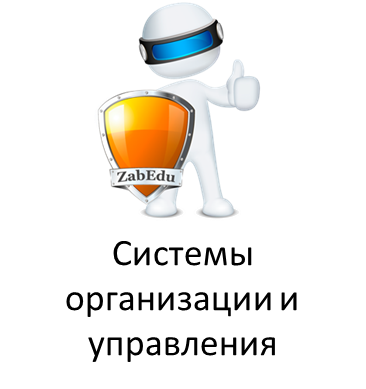 ZabEdu
Системы
организации и
управления